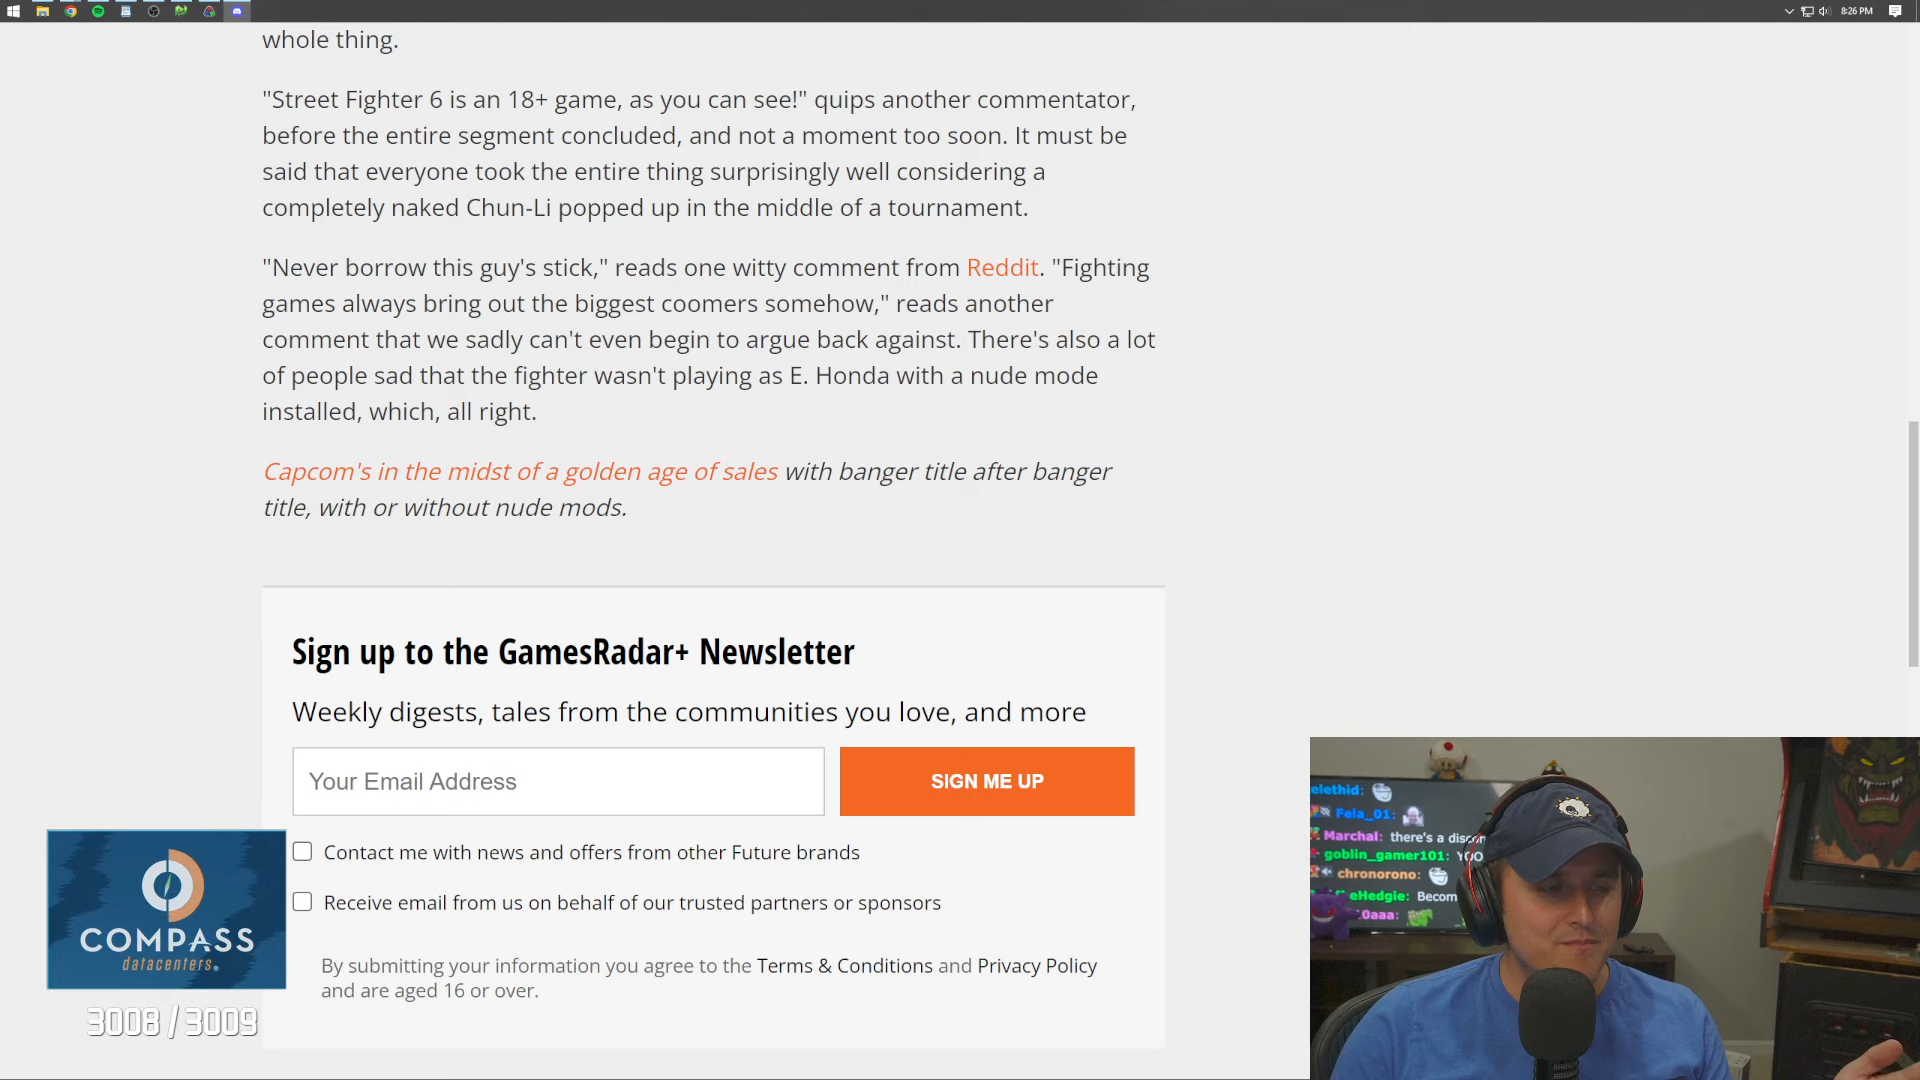 8:26 PM
whole thing.
"Street Fighter 6 is an 18+ game, as you can see!" quips another commentator,
before the entire segment concluded, and not a moment too soon. It must be
said that everyone took the entire thing surprisingly well considering a
completely naked Chun-Li popped up in the middle of a tournament.
"Never borrow this guy's stick," reads one witty comment from Reddit. "Fighting
games always bring out the biggest coomers somehow," reads another
comment that we sadly can't even begin to argue back against. There's also a lot
of people sad that the fighter wasn't playing as E. Honda with a nude mode
installed, which, all right.
Capcom's in the midst of a golden age of sales with banger title after banger
title, with or without nude mods.
Sign up to the GamesRadar+ Newsletter
Weekly digests, tales from the communities you love, and more
Your Email Address
SIGN ME UP
Contact me with news and offers from other Future brands
Receive email from us on behalf of our trusted partners or sponsors
By submitting your information you agree to the Terms & Conditions and Privacy Policy
and are aged 16 or over.
COMPASS
datacenters
3008 / 3009
elethid:
Fela_01:
Marchal: there's a discor
goblin_gamer101: YOO
chronorono:
eHedgie: Becom
0aaa: